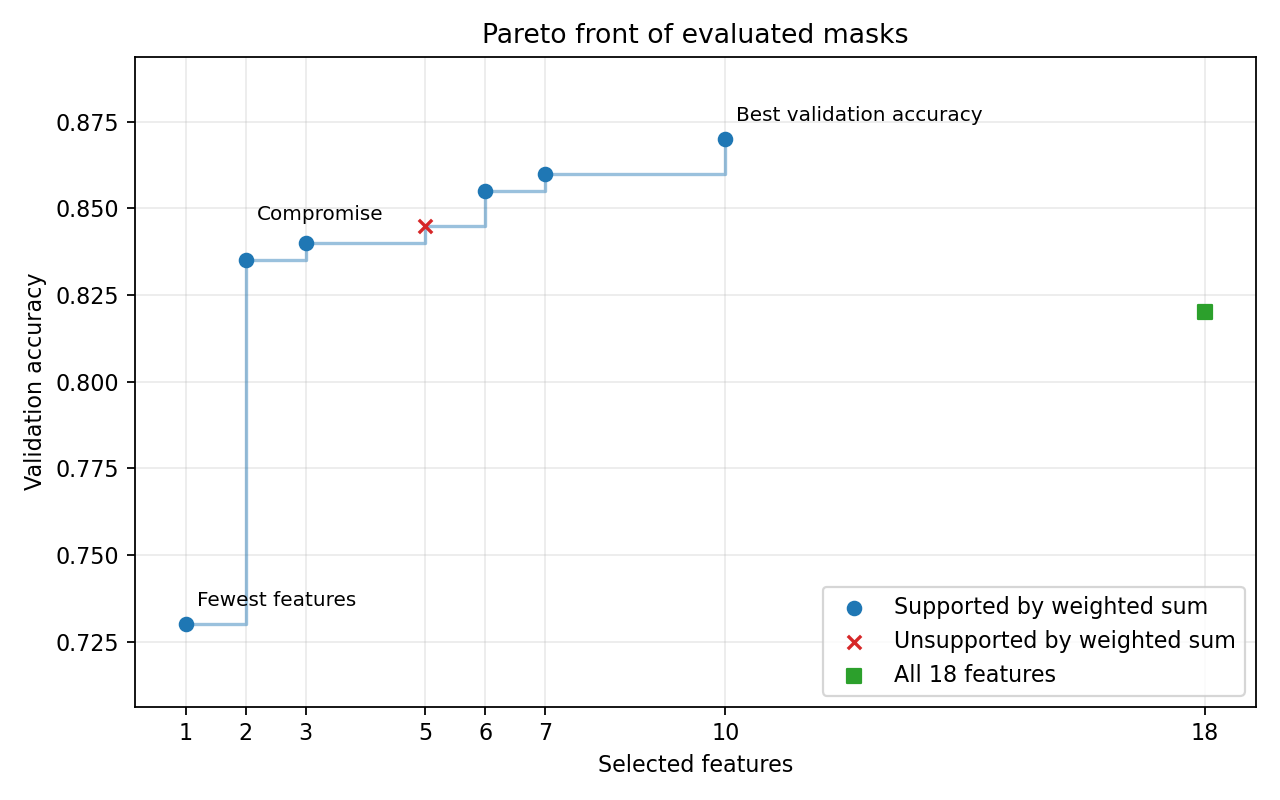 Pareto front of evaluated masks
Validation accuracy
0.875
0.850
0.825
0.800
0.775
0.750
0.725
Best validation accuracy
Compromise
Fewest features
Supported by weighted sum
Unsupported by weighted sum
All 18 features
1 2 3 5 6 7 10 18
Selected features